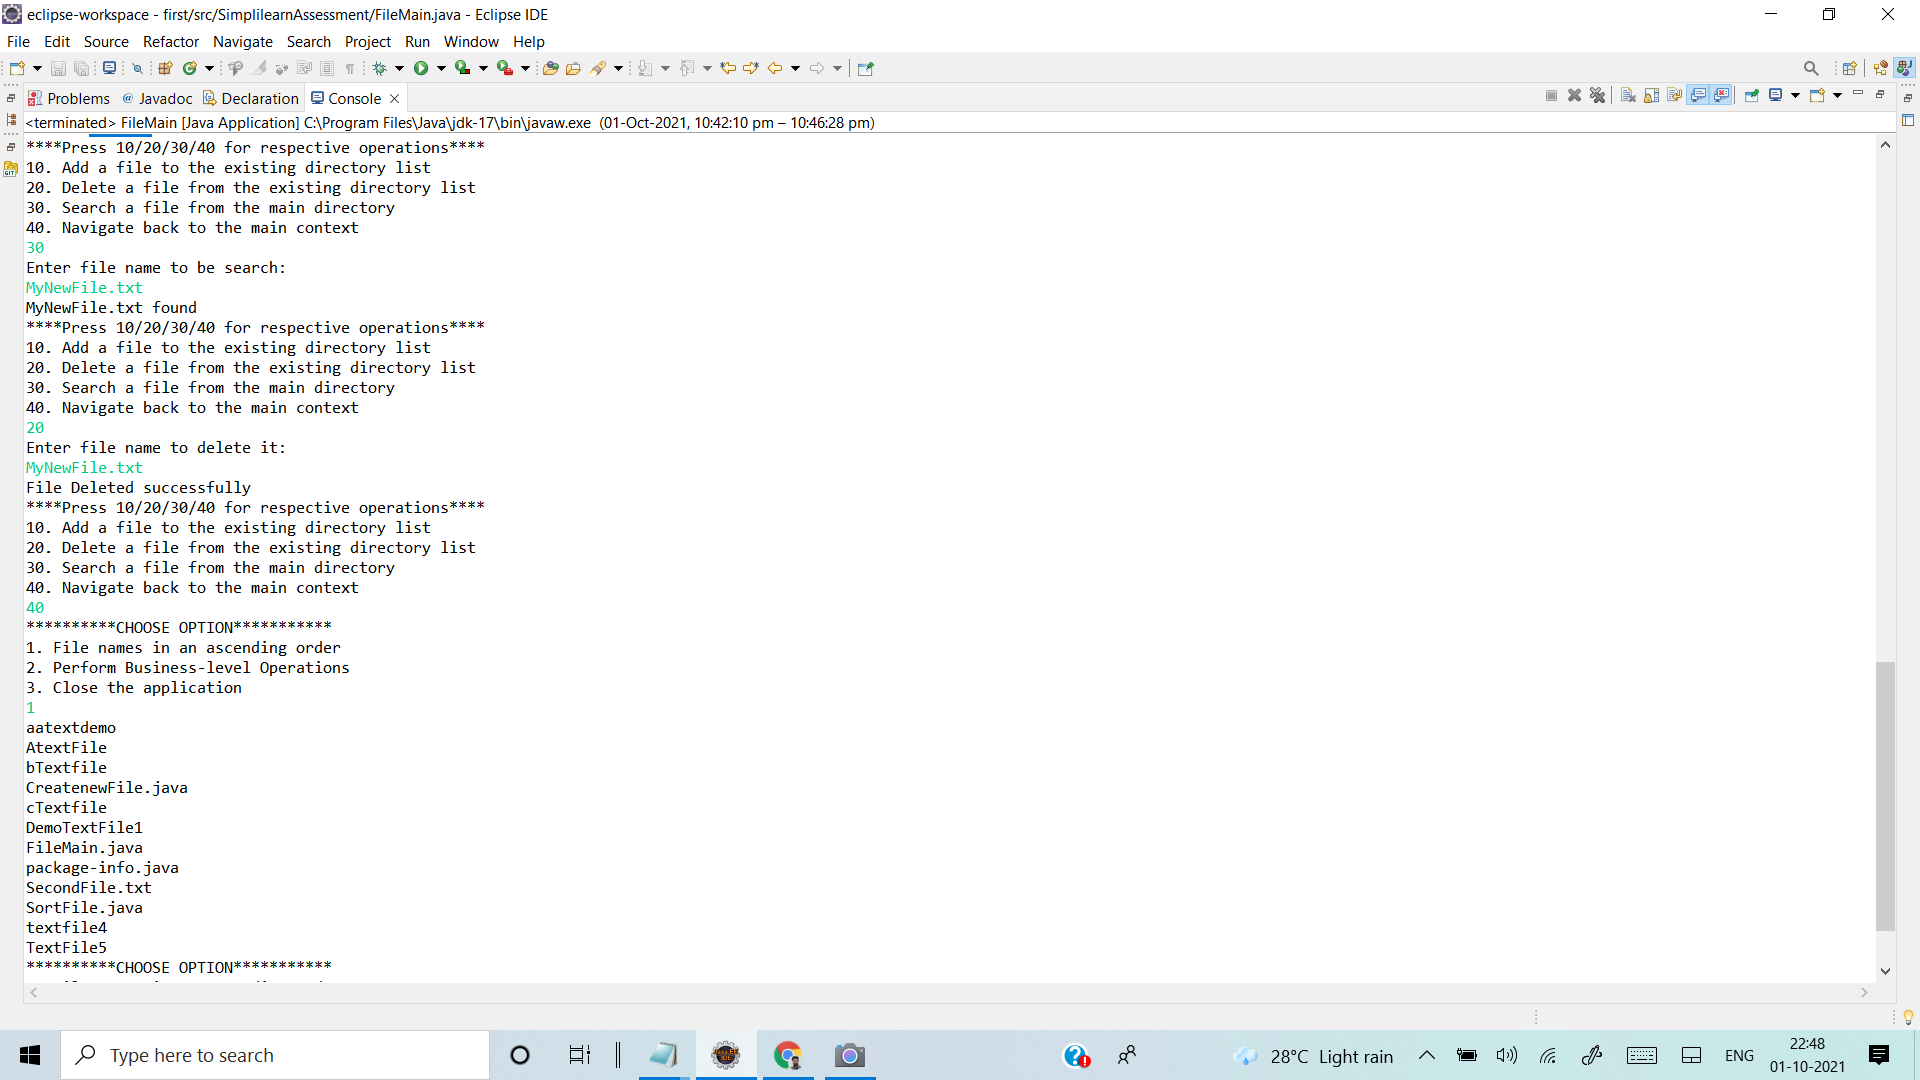 eclipse-workspace - first/src/SimplilearnAssessment/FileMain.java - Eclipse IDE
File Edit Source Refactor Navigate Search Project Run Window Help
Problems @ Javadoc Declaration Console
<terminated> FileMain [Java Application] C:\Program Files\Java\jdk-17\bin\javaw.exe (01-Oct-2021, 10:42:10 pm – 10:46:28 pm)
****Press 10/20/30/40 for respective operations****
10. Add a file to the existing directory list
20. Delete a file from the existing directory list
30. Search a file from the main directory
40. Navigate back to the main context
30
Enter file name to be search:
MyNewFile.txt
MyNewFile.txt found
****Press 10/20/30/40 for respective operations****
10. Add a file to the existing directory list
20. Delete a file from the existing directory list
30. Search a file from the main directory
40. Navigate back to the main context
20
Enter file name to delete it:
MyNewFile.txt
File Deleted successfully
****Press 10/20/30/40 for respective operations****
10. Add a file to the existing directory list
20. Delete a file from the existing directory list
30. Search a file from the main directory
40. Navigate back to the main context
40
**********CHOOSE OPTION***********
1. File names in an ascending order
2. Perform Business-level Operations
3. Close the application
1
aatextdemo
AtextFile
bTextfile
CreatenewFile.java
cTextfile
DemoTextFile1
FileMain.java
package-info.java
SecondFile.txt
SortFile.java
textfile4
TextFile5
**********CHOOSE OPTION***********
Type here to search
28°C Light rain
ENG
22:48
01-10-2021